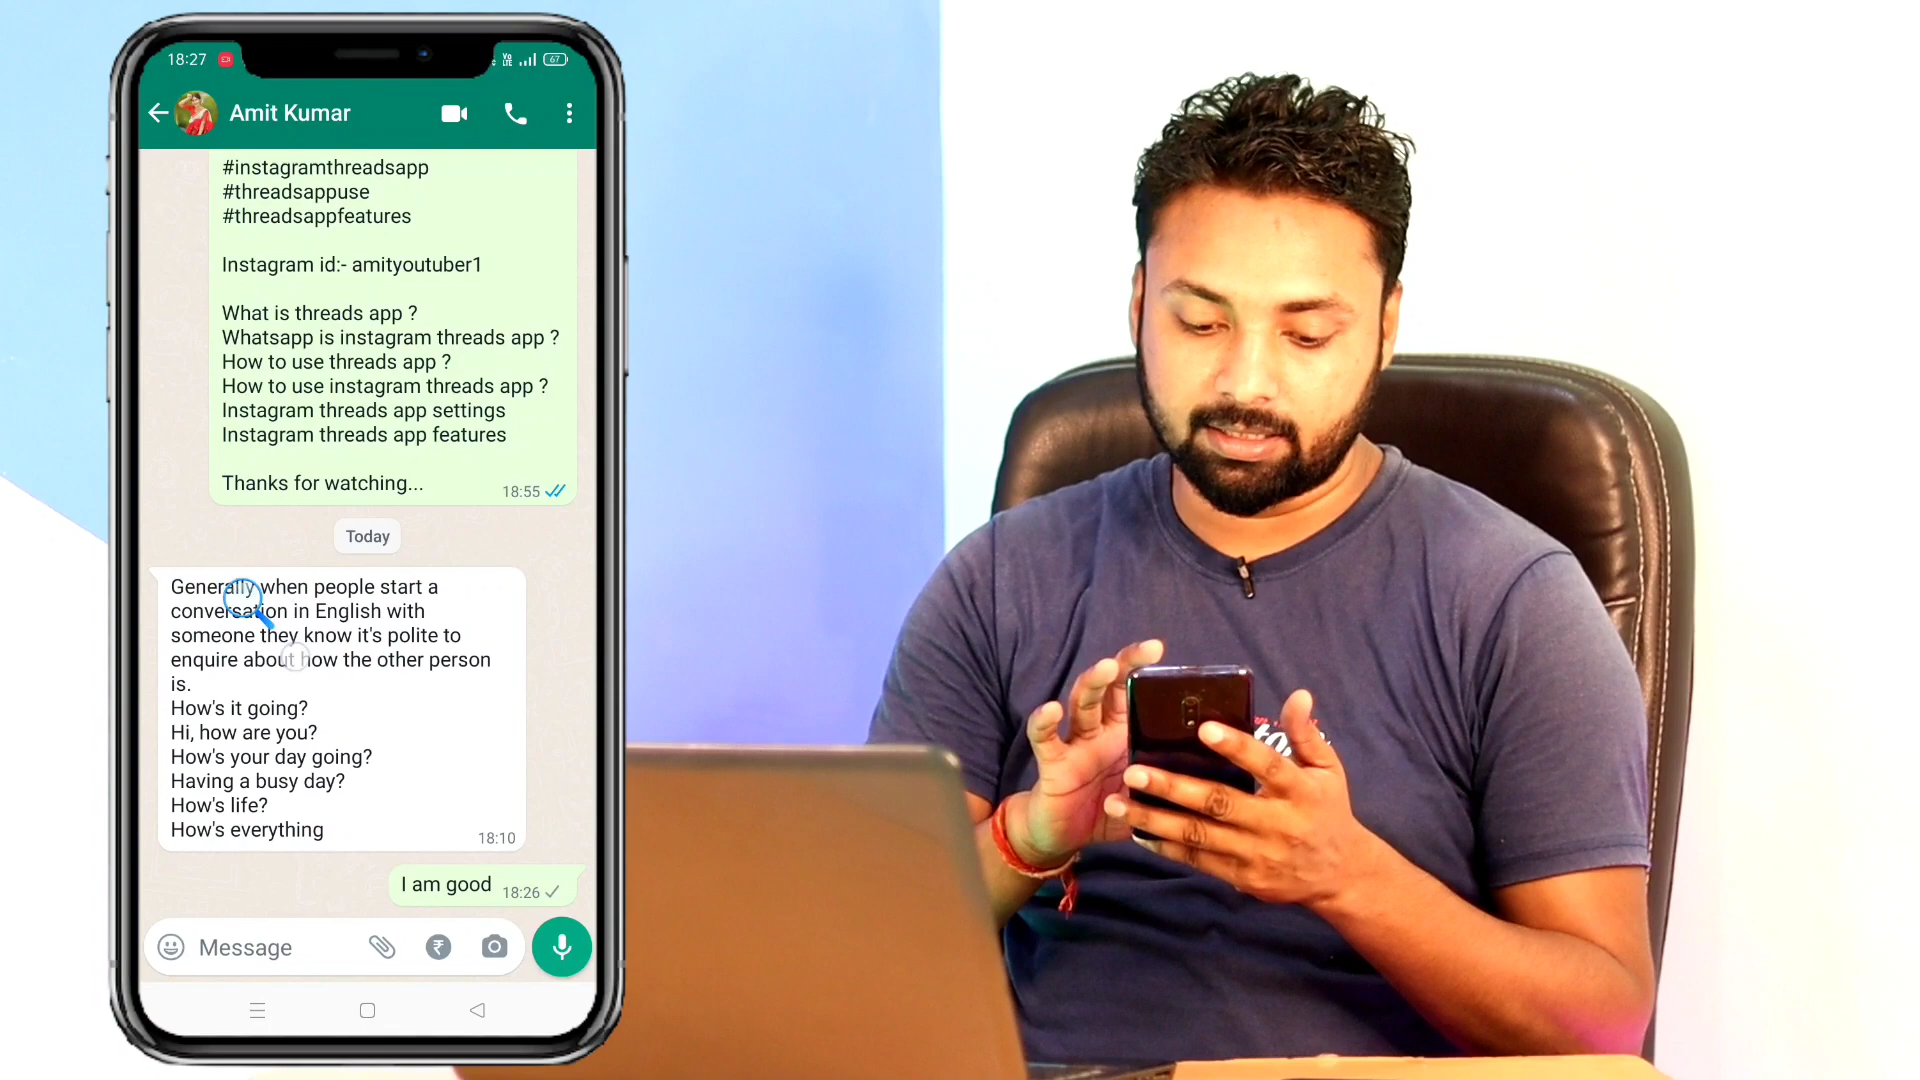 18:27
Vo
LTE
67
Amit Kumar
#instagramthreadsapp
#threadsappuse
#threadsappfeatures
Instagram id:- amityoutuber1
What is threads app ?
Whatsapp is instagram threads app ?
How to use threads app ?
How to use instagram threads app ?
Instagram threads app settings
Instagram threads app features
Thanks for watching...
18:55
Today
Generally when people start a
conversation in English with
someone they know it's polite to
enquire about how the other person
is.
How's it going?
Hi, how are you?
How's your day going?
Having a busy day?
How's life?
How's everything
18:10
I am good
18:26
Message
₹